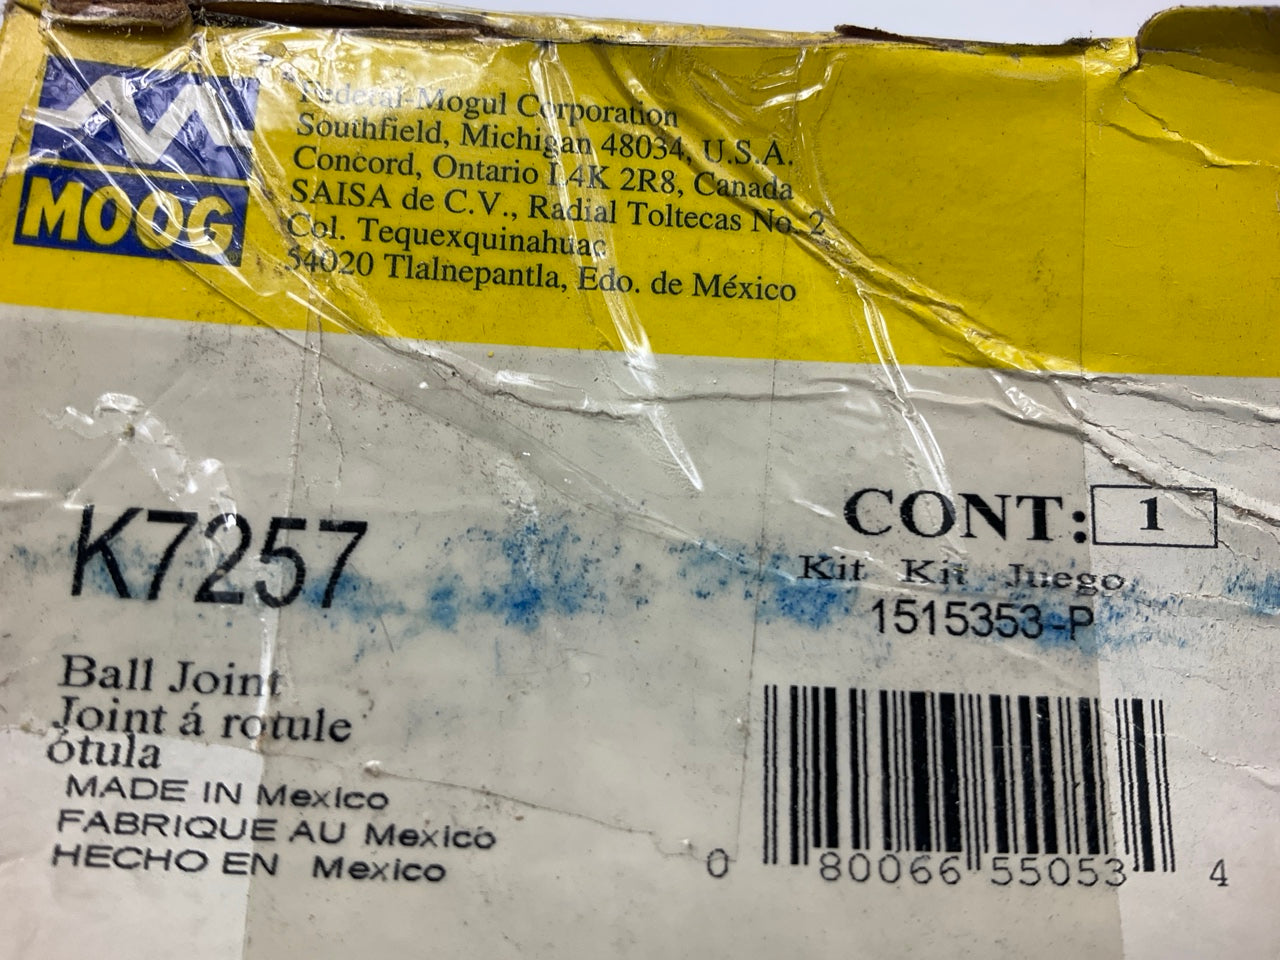 MOOG
Federal-Mogul Corporation
Southfield, Michigan 48034, U.S.A.
Concord, Ontario L4K 2R8, Canada
SAISA de C.V., Radial Toltecas No. 2
Col. Tequexquinahuac
54020 Tlalnepantla, Edo. de México
K7257
CONT: 1
Kit Kit Juego
1515353-P
Ball Joint
Joint á rotule
ótula
MADE IN Mexico
FABRIQUE AU Mexico
HECHO EN Mexico
0 80066 55053 4